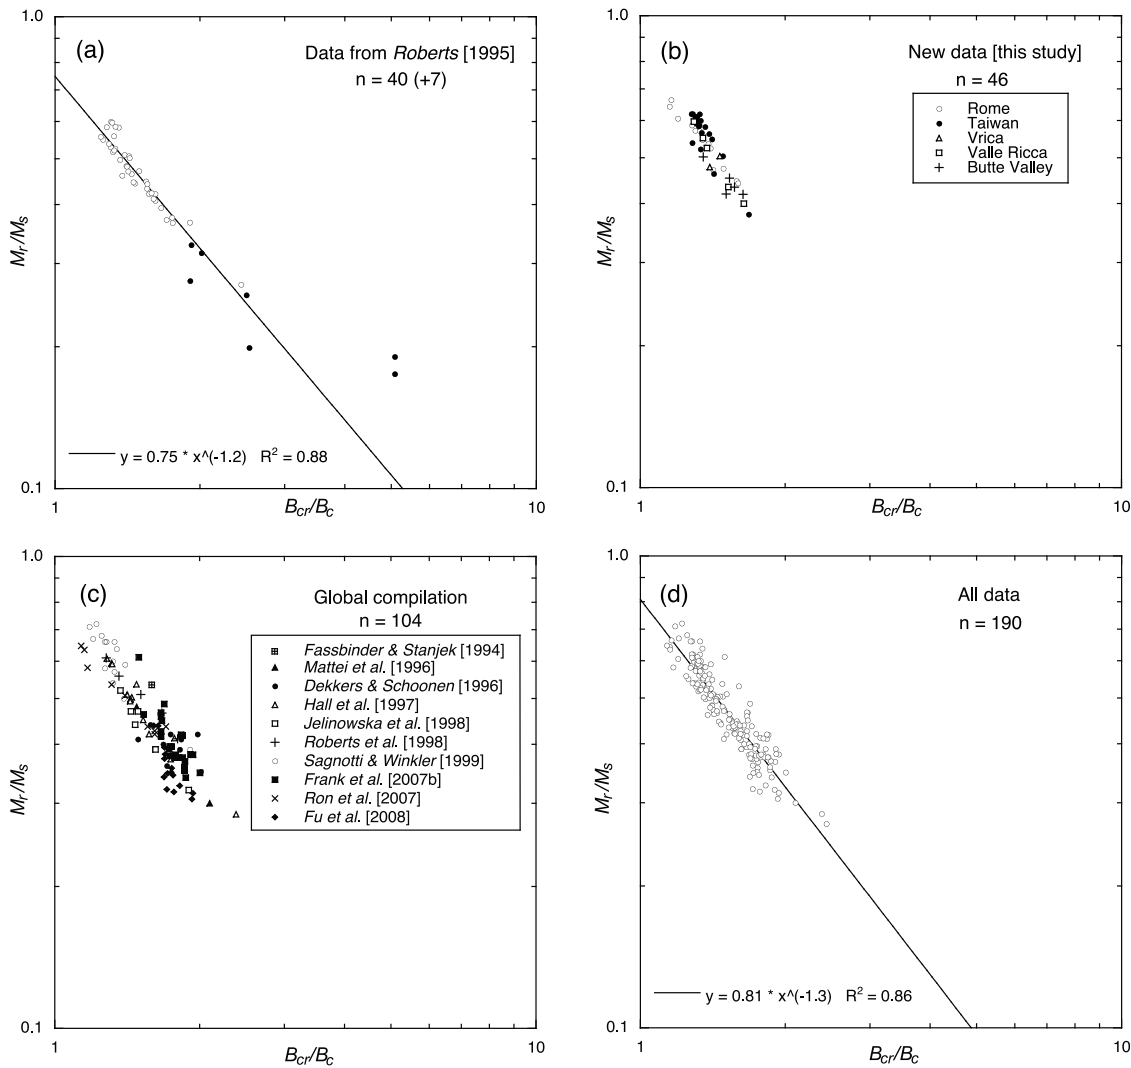 (a)
Data from Roberts [1995]
n = 40 (+7)
1.0
0.1
Mr/Ms
y = 0.75 * x^(-1.2) R² = 0.88
1
10
Bcr/Bc
(b)
New data [this study]
n = 46
Rome
Taiwan
Vrica
Valle Ricca
Butte Valley
1.0
0.1
Mr/Ms
1
10
Bcr/Bc
(c)
Global compilation
n = 104
Fassbinder & Stanjek [1994]
Mattei et al. [1996]
Dekkers & Schoonen [1996]
Hall et al. [1997]
Jelinowska et al. [1998]
Roberts et al. [1998]
Sagnotti & Winkler [1999]
Frank et al. [2007b]
Ron et al. [2007]
Fu et al. [2008]
1.0
0.1
Mr/Ms
1
10
Bcr/Bc
(d)
All data
n = 190
1.0
0.1
Mr/Ms
y = 0.81 * x^(-1.3) R² = 0.86
1
10
Bcr/Bc